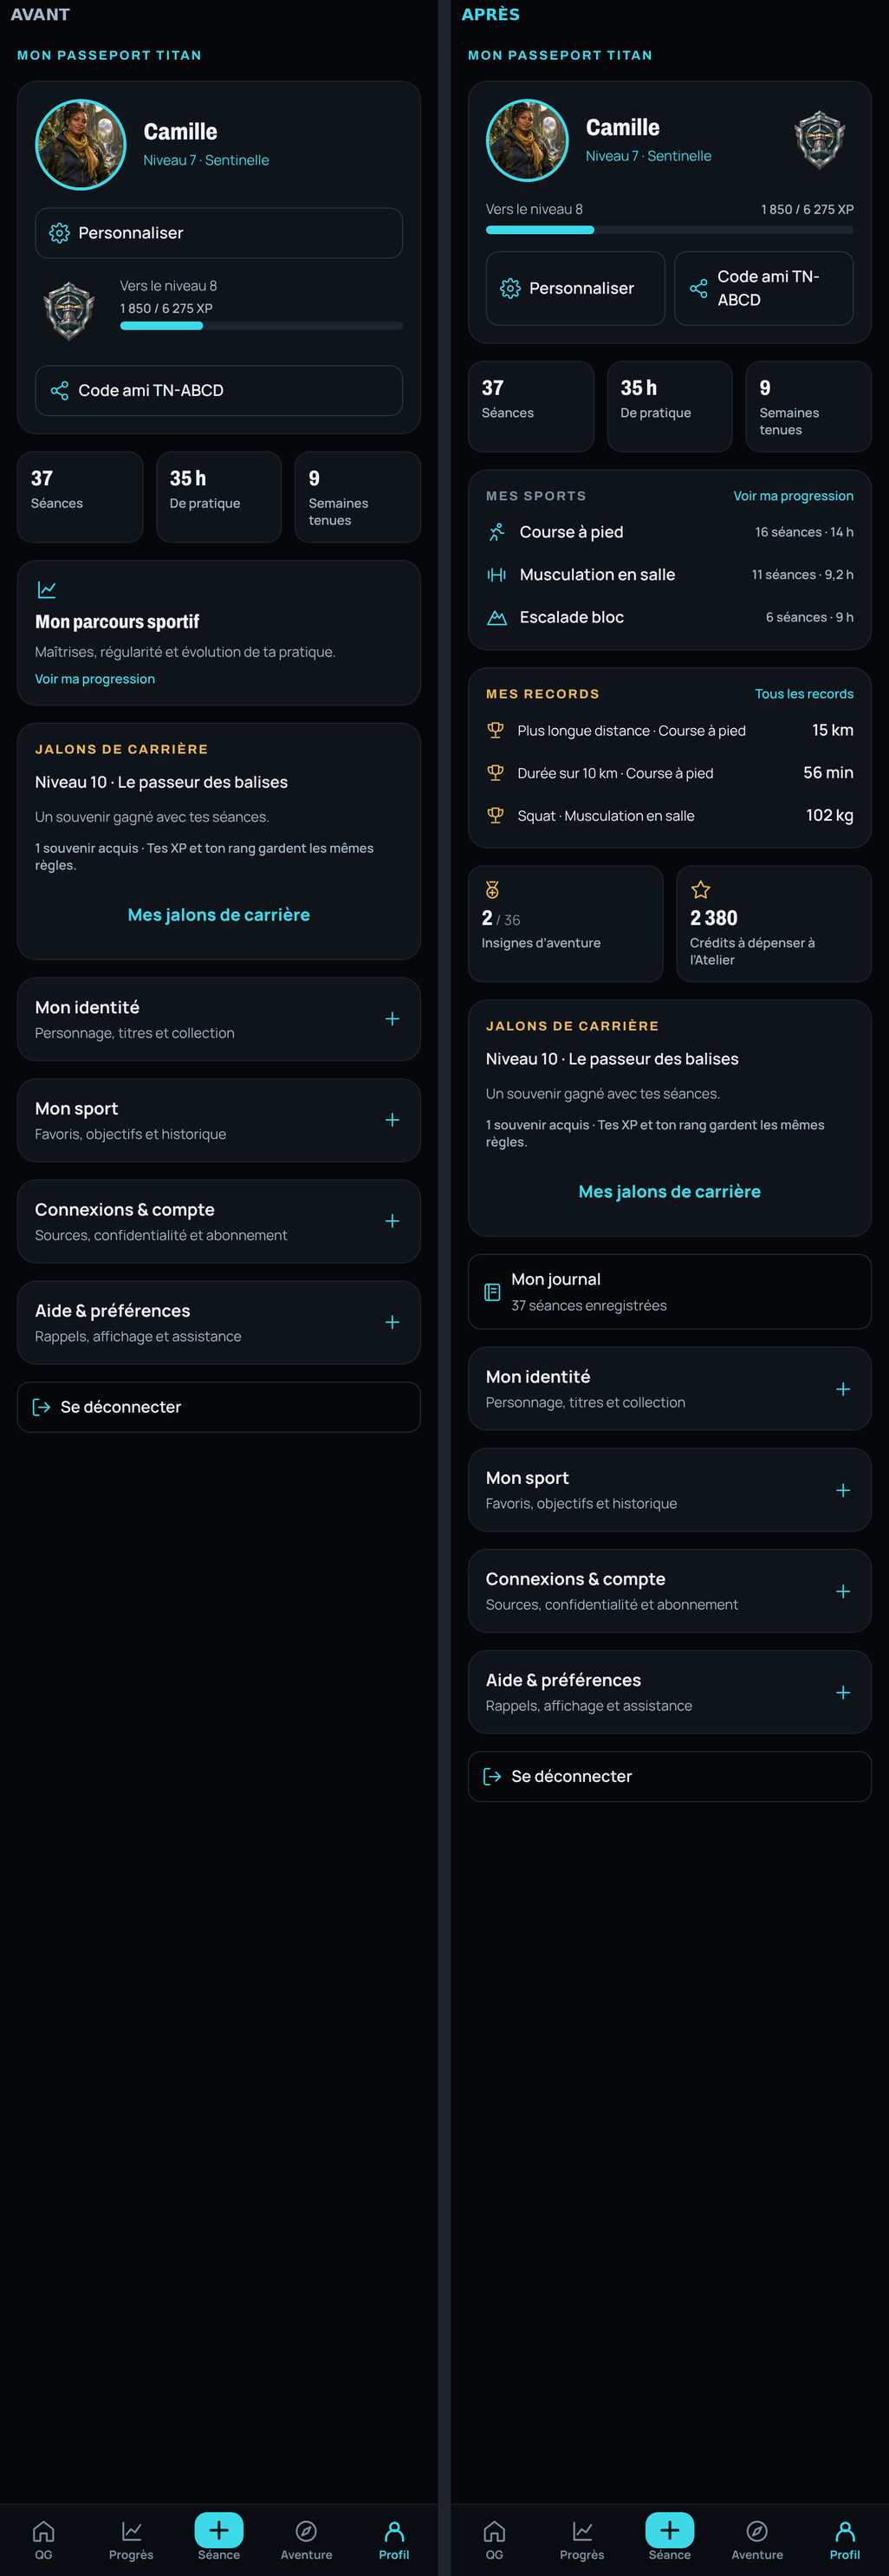 AVANT
MON PASSEPORT TITAN
Camille
Niveau 7 · Sentinelle
Personnaliser
Vers le niveau 8
1 850 / 6 275 XP
Code ami TN-ABCD
37
Séances
35 h
De pratique
9
Semaines
tenues
Mon parcours sportif
Maîtrises, régularité et évolution de ta pratique.
Voir ma progression
JALONS DE CARRIÈRE
Niveau 10 · Le passeur des balises
Un souvenir gagné avec tes séances.
1 souvenir acquis · Tes XP et ton rang gardent les mêmes
règles.
Mes jalons de carrière
Mon identité
Personnage, titres et collection
Mon sport
Favoris, objectifs et historique
Connexions & compte
Sources, confidentialité et abonnement
Aide & préférences
Rappels, affichage et assistance
Se déconnecter
QG
Progrès
Séance
Aventure
Profil
APRÈS
MON PASSEPORT TITAN
Camille
Niveau 7 · Sentinelle
Vers le niveau 8
1 850 / 6 275 XP
Personnaliser
Code ami TN-
ABCD
37
Séances
35 h
De pratique
9
Semaines
tenues
MES SPORTS
Voir ma progression
Course à pied
16 séances · 14 h
Musculation en salle
11 séances · 9,2 h
Escalade bloc
6 séances · 9 h
MES RECORDS
Tous les records
Plus longue distance · Course à pied
15 km
Durée sur 10 km · Course à pied
56 min
Squat · Musculation en salle
102 kg
2 / 36
Insignes d'aventure
2 380
Crédits à dépenser à
l'Atelier
JALONS DE CARRIÈRE
Niveau 10 · Le passeur des balises
Un souvenir gagné avec tes séances.
1 souvenir acquis · Tes XP et ton rang gardent les mêmes
règles.
Mes jalons de carrière
Mon journal
37 séances enregistrées
Mon identité
Personnage, titres et collection
Mon sport
Favoris, objectifs et historique
Connexions & compte
Sources, confidentialité et abonnement
Aide & préférences
Rappels, affichage et assistance
Se déconnecter
QG
Progrès
Séance
Aventure
Profil